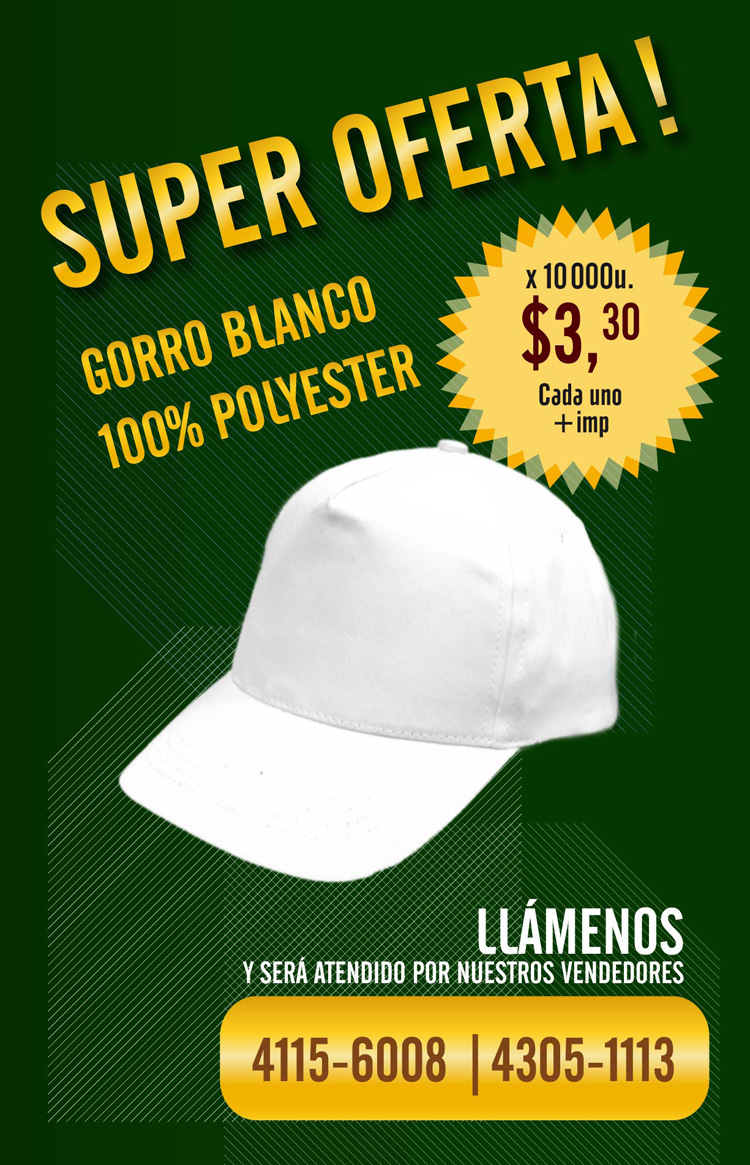 SUPER OFERTA!
GORRO BLANCO
100% POLYESTER
x 10 000u.
$3,30
Cada uno
+imp
LLÁMENOS
Y SERÁ ATENDIDO POR NUESTROS VENDEDORES
4115-6008 | 4305-1113